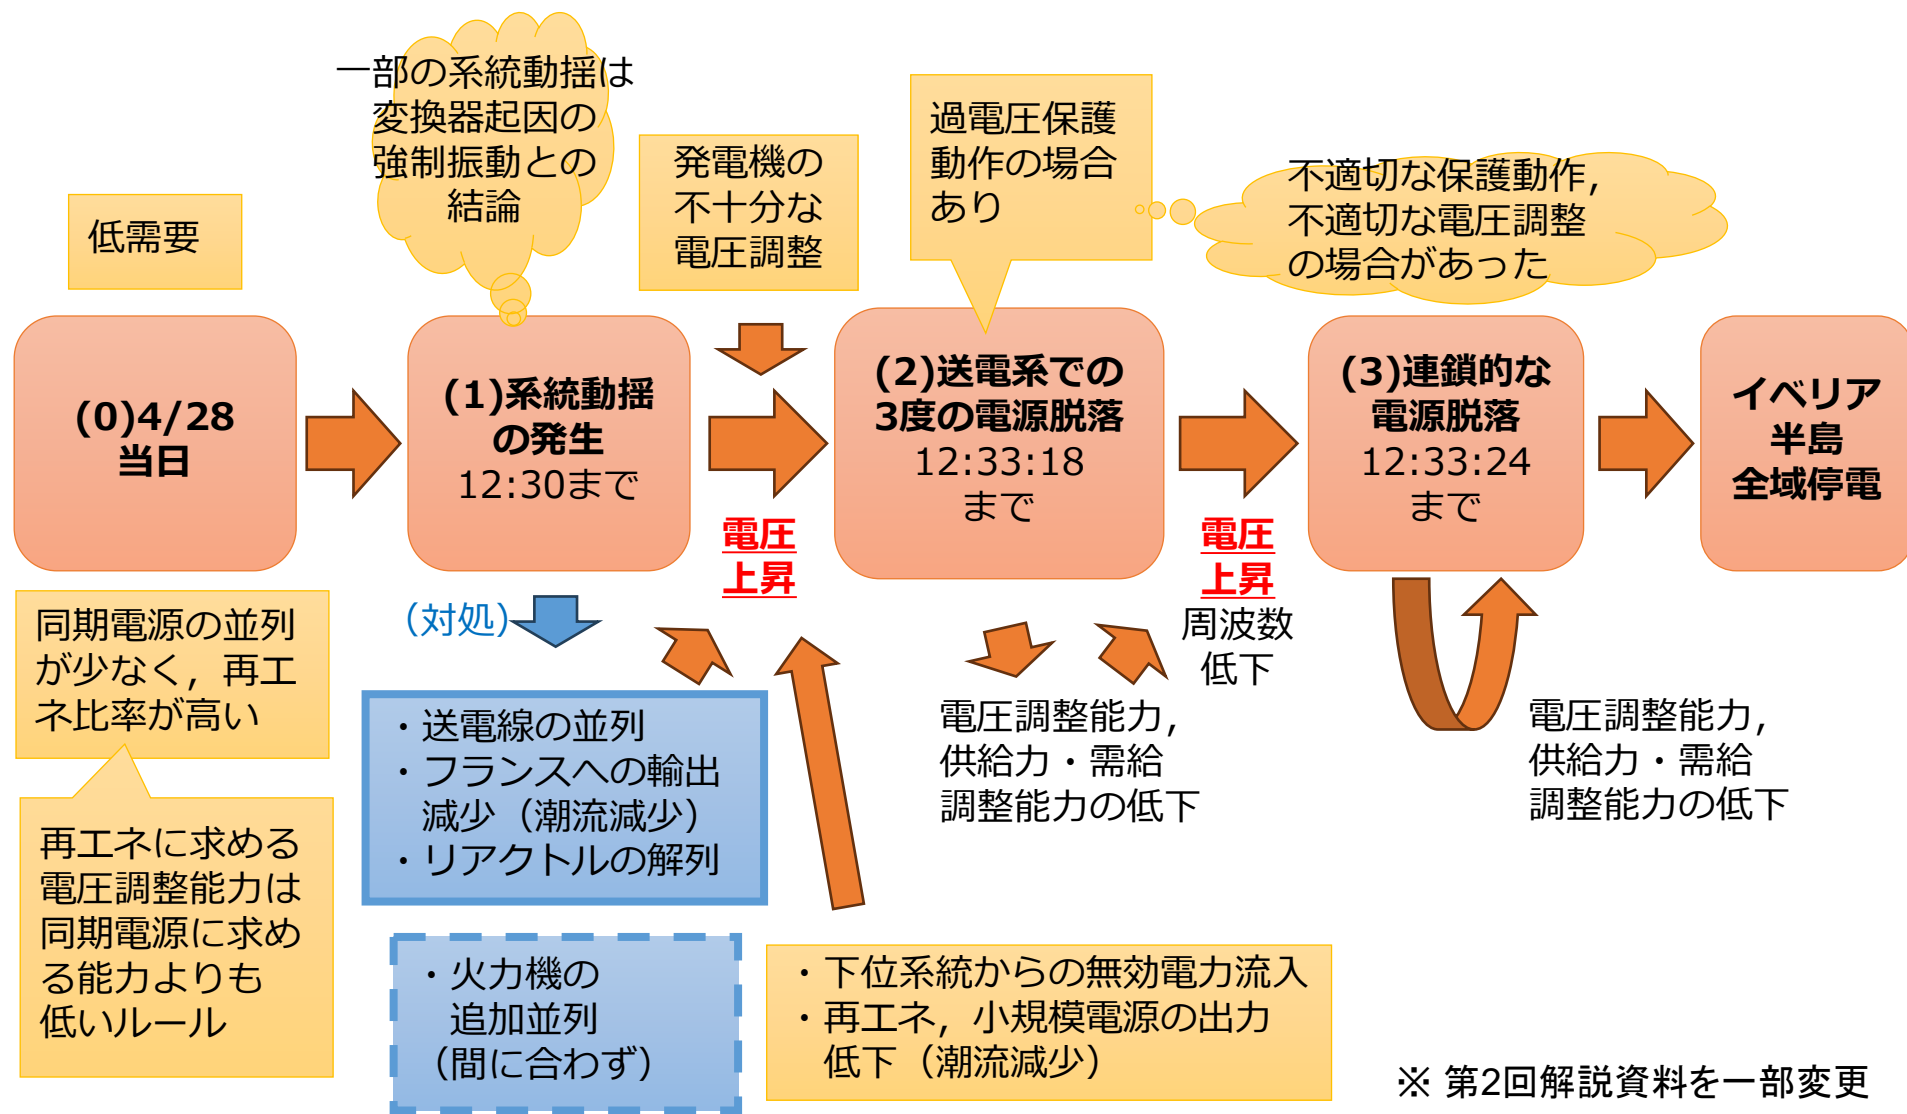 一部の系統動揺は
変換器起因の
強制振動との
結論
低需要
発電機の
不十分な
電圧調整
過電圧保護
動作の場合
あり
不適切な保護動作,
不適切な電圧調整
の場合があった
(0)4/28
当日
(1)系統動揺
の発生
12:30まで
(2)送電系での
3度の電源脱落
12:33:18
まで
(3)連鎖的な
電源脱落
12:33:24
まで
イベリア
半島
全域停電
電圧
上昇
電圧
上昇
周波数
低下
同期電源の並列
が少なく,再エ
ネ比率が高い
再エネに求める
電圧調整能力は
同期電源に求め
る能力よりも
低いルール
(対処)
・送電線の並列
・フランスへの輸出
減少(潮流減少)
・リアクトルの解列
・火力機の
追加並列
(間に合わず)
・下位系統からの無効電力流入
・再エネ,小規模電源の出力
低下(潮流減少)
電圧調整能力,
供給力・需給
調整能力の低下
電圧調整能力,
供給力・需給
調整能力の低下
※ 第2回解説資料を一部変更